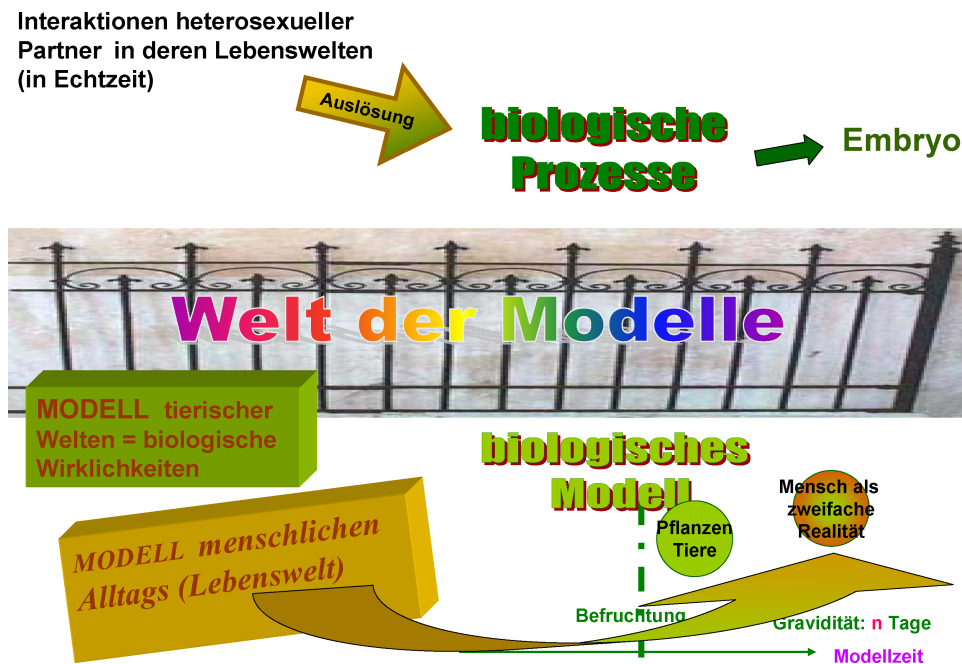 Interaktionen heterosexueller
Partner in deren Lebenswelten
(in Echtzeit)
Auslösung
biologische
Prozesse
Embryo
Welt der Modelle
MODELL tierischer
Welten = biologische
Wirklichkeiten
biologisches
Modell
MODELL menschlichen
Alltags (Lebenswelt)
Pflanzen
Tiere
Mensch als
zweifache
Realität
Befruchtung
Gravidität: n Tage
Modellzeit